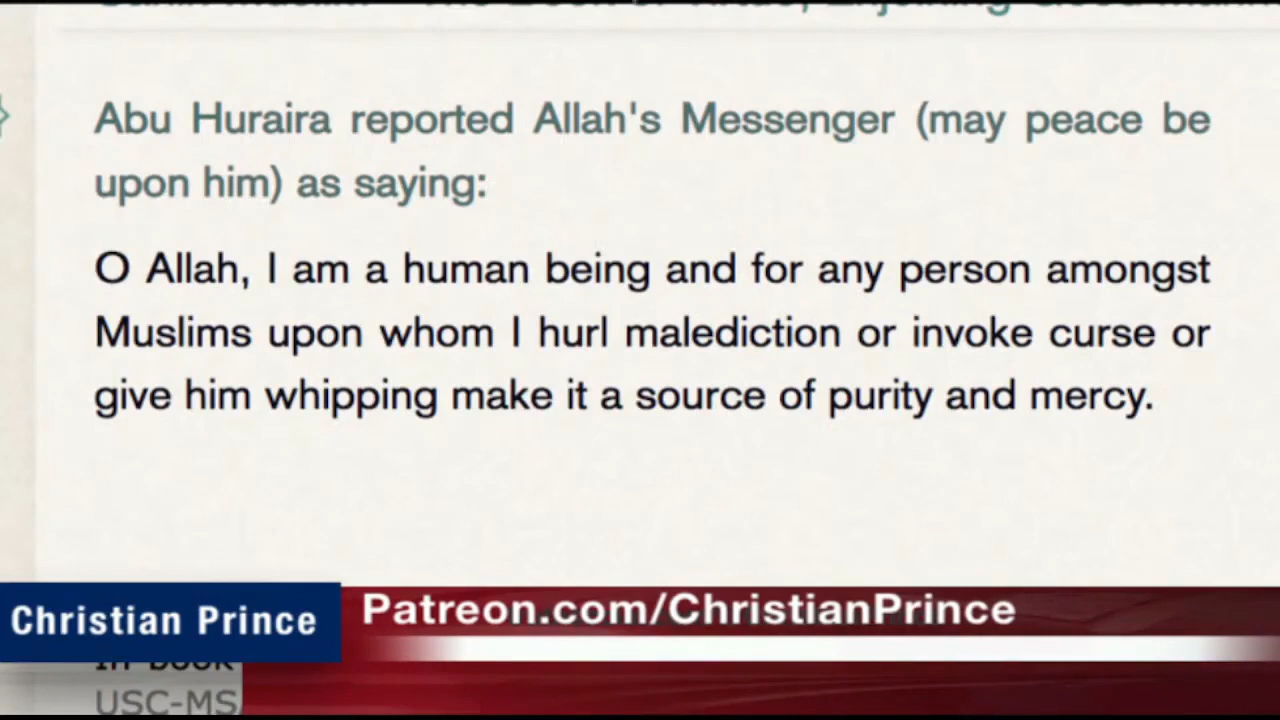 Abu Huraira reported Allah's Messenger (may peace be
upon him) as saying:
O Allah, I am a human being and for any person amongst
Muslims upon whom I hurl malediction or invoke curse or
give him whipping make it a source of purity and mercy.
Christian Prince
Patreon.com/ChristianPrince
In-book
USC-MS